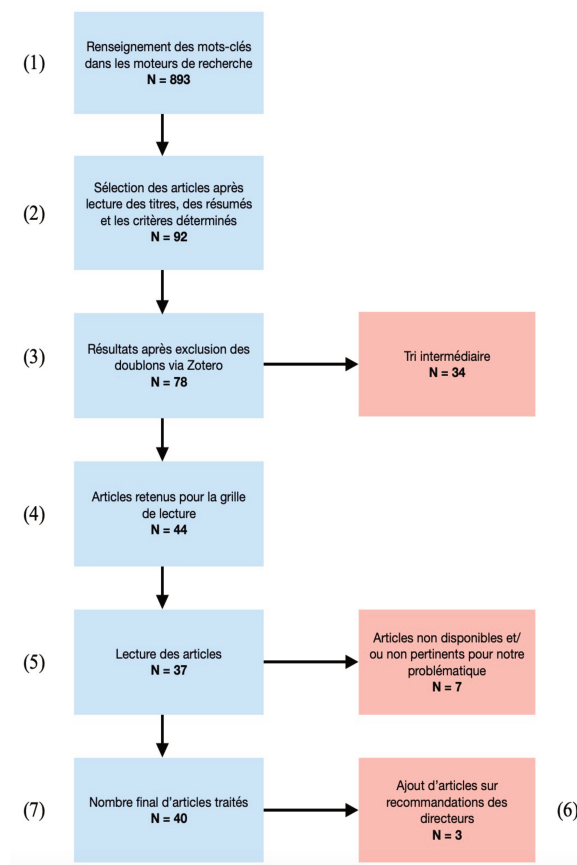 (1)
Renseignement des mots-clés
dans les moteurs de recherche
N = 893
(2)
Sélection des articles après
lecture des titres, des résumés
et les critères déterminés
N = 92
(3)
Résultats après exclusion des
doublons via Zotero
N = 78
Tri intermédiaire
N = 34
(4)
Articles retenus pour la grille
de lecture
N = 44
(5)
Lecture des articles
N = 37
Articles non disponibles et/
ou non pertinents pour notre
problématique
N = 7
(7)
Nombre final d'articles traités
N = 40
Ajout d'articles sur
recommandations des
directeurs
N = 3
(6)